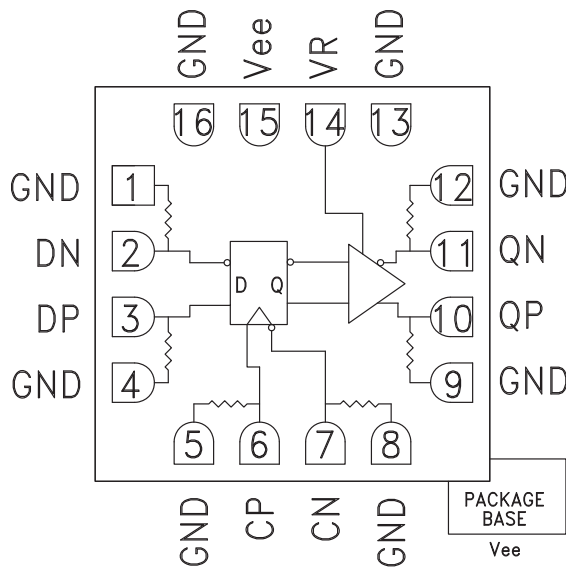 GND
Vee
VR
GND
16
15
14
13
GND
1
12
GND
DN
2
11
QN
D
Q
DP
3
10
QP
GND
4
9
GND
5
6
7
8
GND
CP
CN
GND
PACKAGE
BASE
Vee